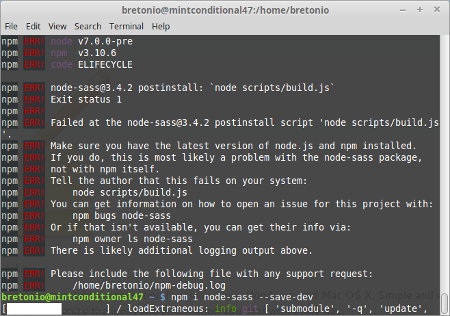 bretonio@mintconditional47:/home/bretonio
File Edit View Search Terminal Help
npm ERR! node v7.0.0-pre
npm ERR! npm v3.10.6
npm ERR! code ELIFECYCLE
npm ERR!
npm ERR! node-sass@3.4.2 postinstall: `node scripts/build.js`
npm ERR! Exit status 1
npm ERR!
npm ERR! Failed at the node-sass@3.4.2 postinstall script 'node scripts/build.js
'.
npm ERR! Make sure you have the latest version of node.js and npm installed.
npm ERR! If you do, this is most likely a problem with the node-sass package,
npm ERR! not with npm itself.
npm ERR! Tell the author that this fails on your system:
npm ERR! node scripts/build.js
npm ERR! You can get information on how to open an issue for this project with:
npm ERR! npm bugs node-sass
npm ERR! Or if that isn't available, you can get their info via:
npm ERR! npm owner ls node-sass
npm ERR! There is likely additional logging output above.
npm ERR!
npm ERR! Please include the following file with any support request:
npm ERR! /home/bretonio/npm-debug.log
bretonio@mintconditional47 ~ $ npm i node-sass --save-dev
[ ] / loadExtraneous: info git [ 'submodule', '-q', 'update',